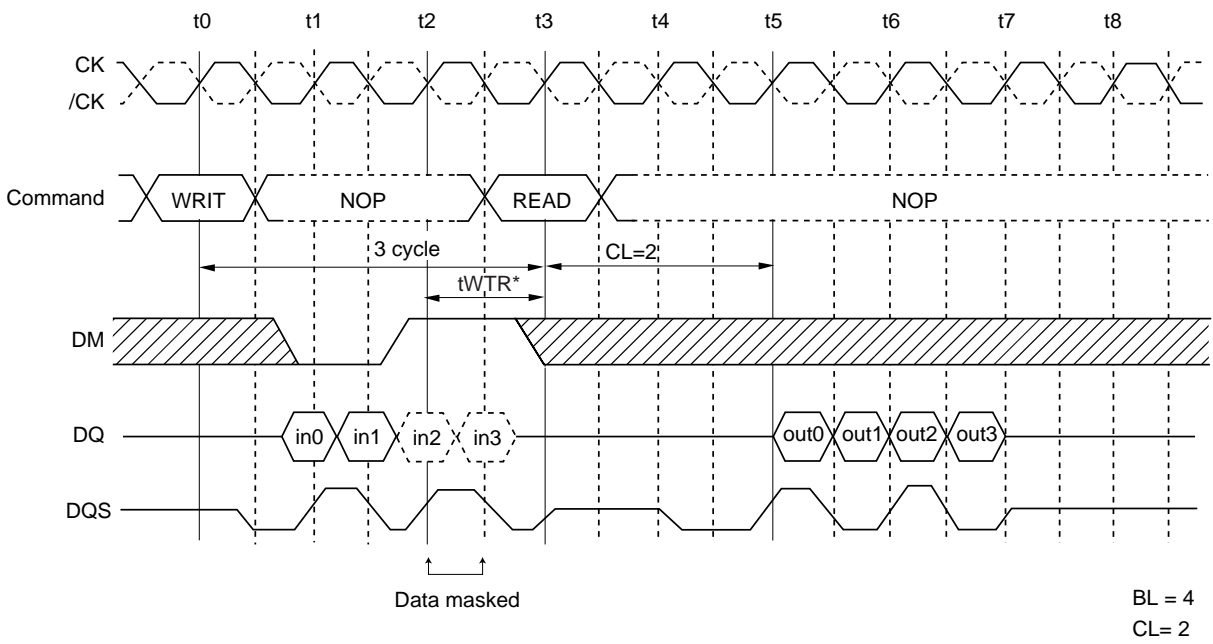 t0 t1 t2 t3 t4 t5 t6 t7 t8
CK
/CK
Command WRIT NOP READ NOP
3 cycle CL=2
tWTR*
DM
DQ in0 in1 in2 in3 out0 out1 out2 out3
DQS
Data masked
BL = 4
CL= 2